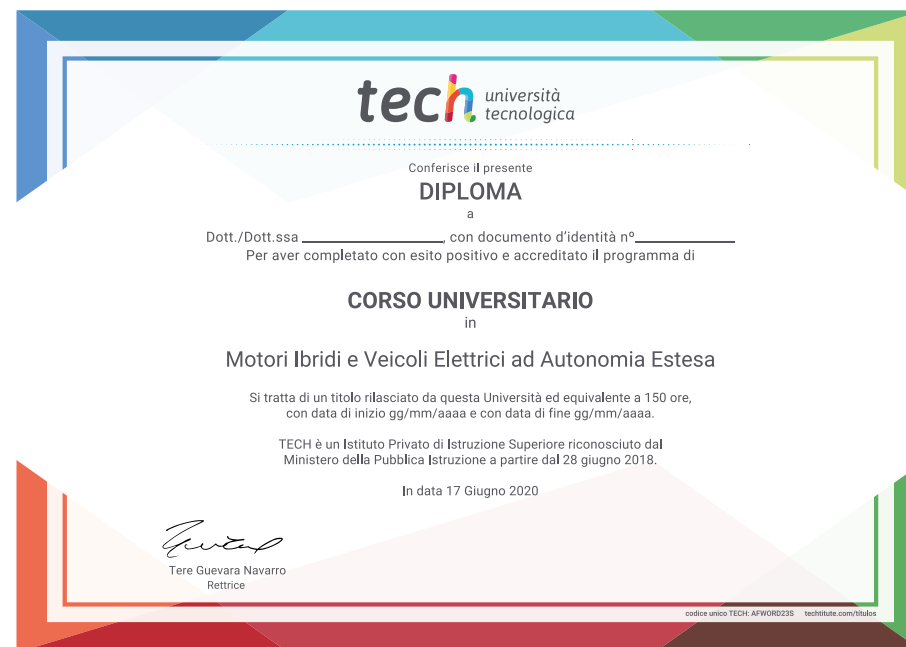 tech università
tecnologica
Conferisce il presente
DIPLOMA
a
Dott./Dott.ssa ____________________, con documento d'identità nº______________
Per aver completato con esito positivo e accreditato il programma di
CORSO UNIVERSITARIO
in
Motori Ibridi e Veicoli Elettrici ad Autonomia Estesa
Si tratta di un titolo rilasciato da questa Università ed equivalente a 150 ore,
con data di inizio gg/mm/aaaa e con data di fine gg/mm/aaaa.
TECH è un Istituto Privato di Istruzione Superiore riconosciuto dal
Ministero della Pubblica Istruzione a partire dal 28 giugno 2018.
In data 17 Giugno 2020
Tere Guevara Navarro
Rettrice
codice unico TECH: AFWORD23S techtitute.com/titulos